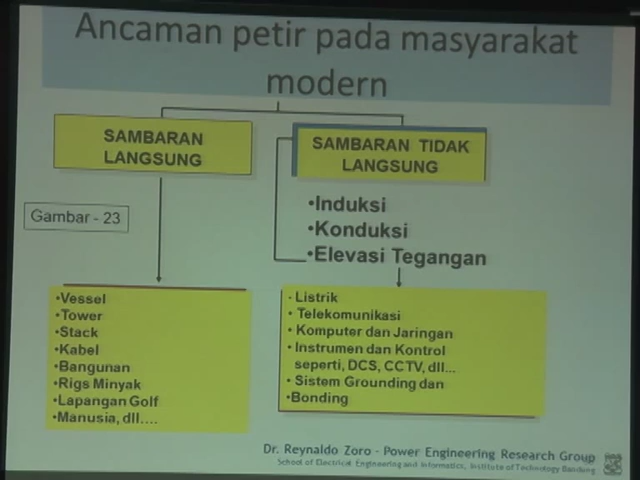 Ancaman petir pada masyarakat
modern
SAMBARAN
LANGSUNG
SAMBARAN TIDAK
LANGSUNG
Gambar - 23
•Induksi
•Konduksi
•Elevasi Tegangan
•Vessel
•Tower
•Stack
•Kabel
•Bangunan
•Rigs Minyak
•Lapangan Golf
•Manusia, dll....
• Listrik
• Telekomunikasi
• Komputer dan Jaringan
• Instrumen dan Kontrol
seperti, DCS, CCTV, dll...
• Sistem Grounding dan
•Bonding
Dr. Reynaldo Zoro - Power Engineering Research Group
School of Electrical Engineering and Informatics, Institute of Technology Bandung